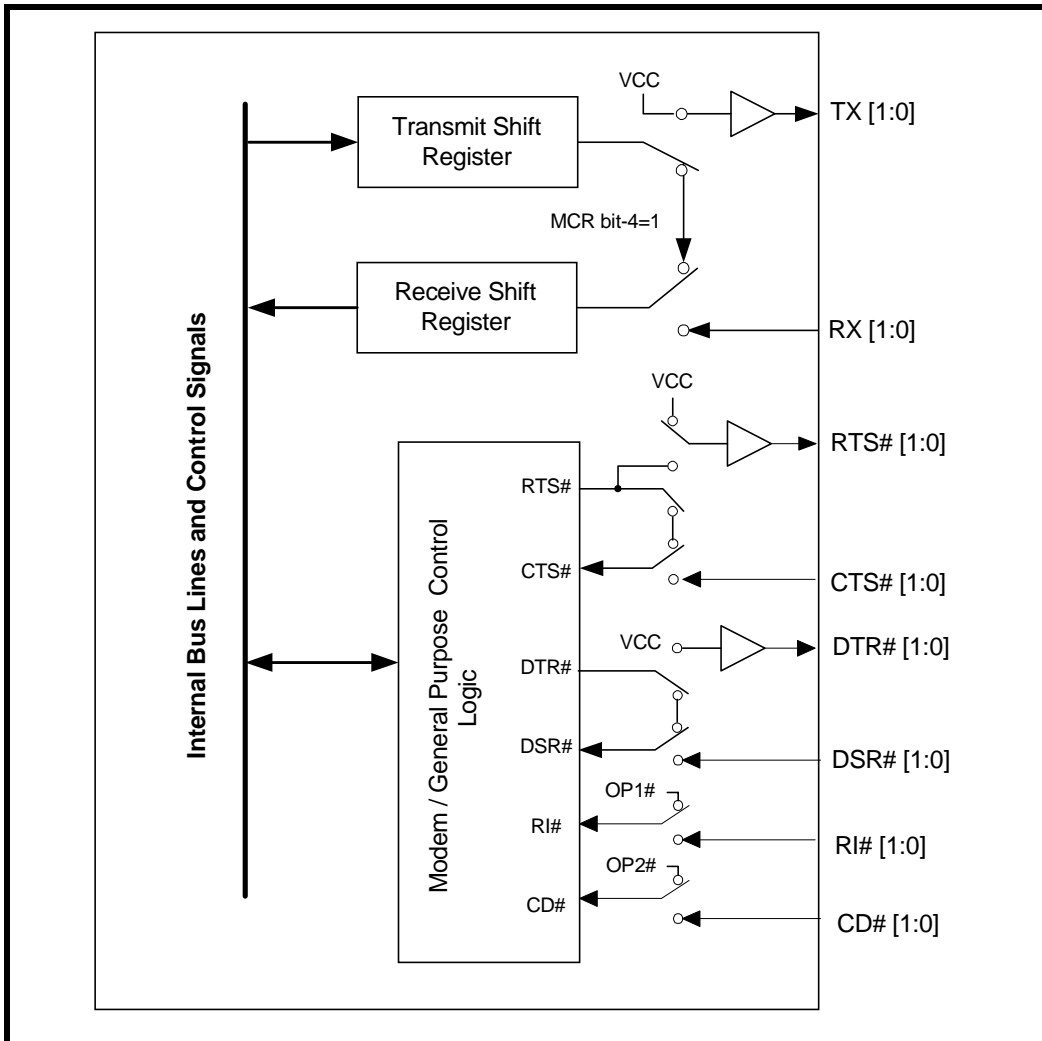 VCC
TX [1:0]
Transmit Shift
Register
MCR bit-4=1
Receive Shift
Register
RX [1:0]
Internal Bus Lines and Control Signals
VCC
RTS# [1:0]
RTS#
CTS#
CTS# [1:0]
Modem / General Purpose Control
Logic
VCC
DTR# [1:0]
DTR#
DSR#
DSR# [1:0]
OP1#
RI#
RI# [1:0]
OP2#
CD#
CD# [1:0]